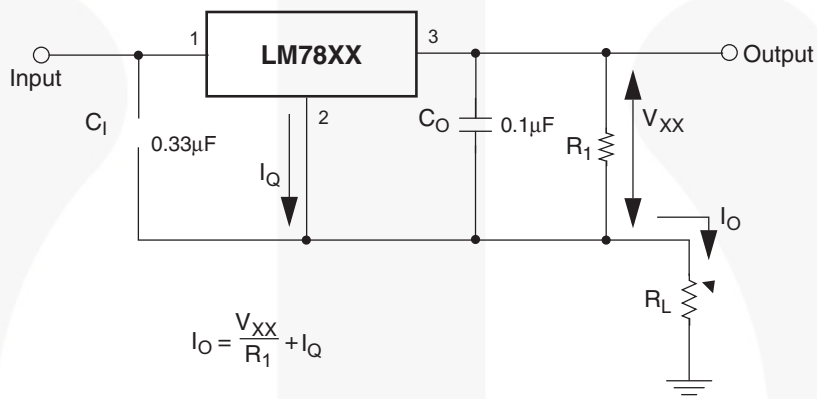 1
LM78XX
3
Input
Output
2
C_I
0.33μF
I_Q
C_O
0.1μF
R_1
V_XX
I_O
R_L
I_O = V_XX / R_1 + I_Q